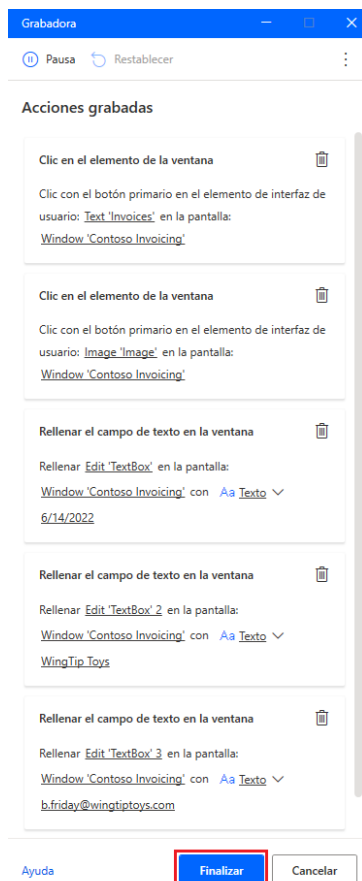 Grabadora
Pausa Restablecer
Acciones grabadas
Clic en el elemento de la ventana
Clic con el botón primario en el elemento de interfaz de
usuario: Text 'Invoices' en la pantalla:
Window 'Contoso Invoicing'
Clic en el elemento de la ventana
Clic con el botón primario en el elemento de interfaz de
usuario: Image 'Image' en la pantalla:
Window 'Contoso Invoicing'
Rellenar el campo de texto en la ventana
Rellenar Edit 'TextBox' en la pantalla:
Window 'Contoso Invoicing' con Aa Texto
6/14/2022
Rellenar el campo de texto en la ventana
Rellenar Edit 'TextBox' 2 en la pantalla:
Window 'Contoso Invoicing' con Aa Texto
WingTip Toys
Rellenar el campo de texto en la ventana
Rellenar Edit 'TextBox' 3 en la pantalla:
Window 'Contoso Invoicing' con Aa Texto
b.friday@wingtiptoys.com
Ayuda Finalizar Cancelar